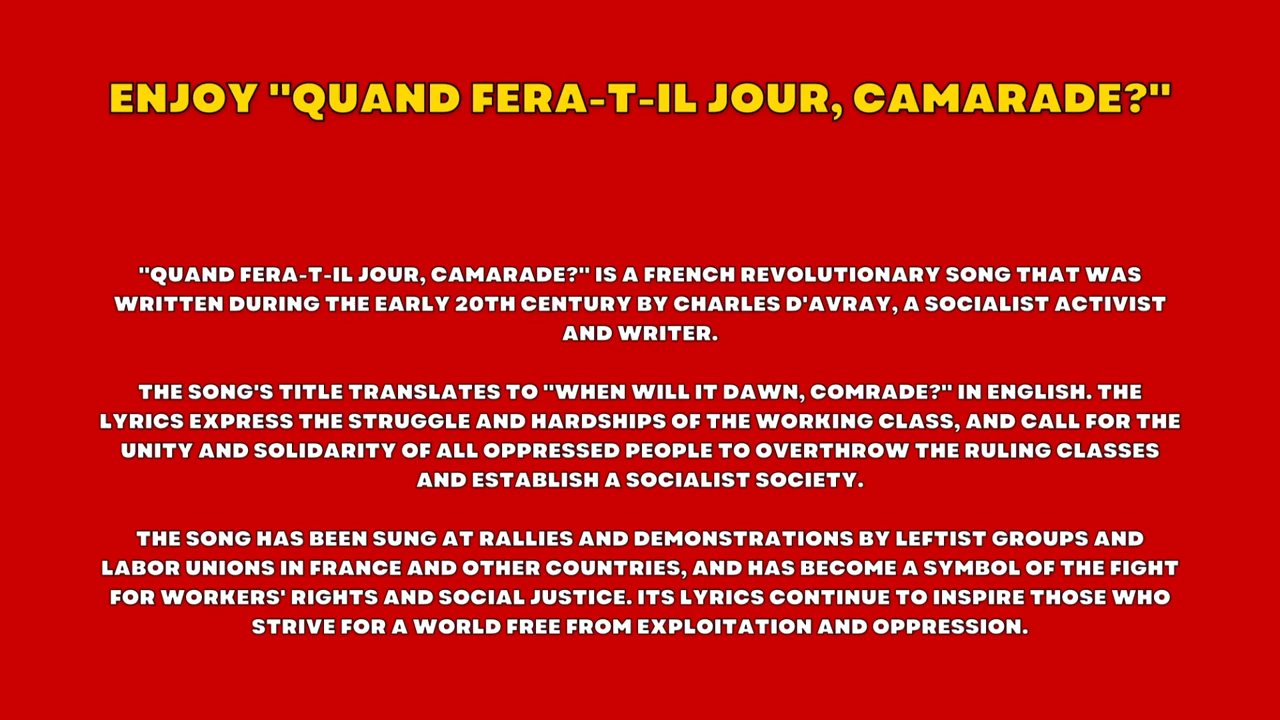 ENJOY "QUAND FERA-T-IL JOUR, CAMARADE?"
"QUAND FERA-T-IL JOUR, CAMARADE?" IS A FRENCH REVOLUTIONARY SONG THAT WAS
WRITTEN DURING THE EARLY 20TH CENTURY BY CHARLES D'AVRAY, A SOCIALIST ACTIVIST
AND WRITER.
THE SONG'S TITLE TRANSLATES TO "WHEN WILL IT DAWN, COMRADE?" IN ENGLISH. THE
LYRICS EXPRESS THE STRUGGLE AND HARDSHIPS OF THE WORKING CLASS, AND CALL FOR THE
UNITY AND SOLIDARITY OF ALL OPPRESSED PEOPLE TO OVERTHROW THE RULING CLASSES
AND ESTABLISH A SOCIALIST SOCIETY.
THE SONG HAS BEEN SUNG AT RALLIES AND DEMONSTRATIONS BY LEFTIST GROUPS AND
LABOR UNIONS IN FRANCE AND OTHER COUNTRIES, AND HAS BECOME A SYMBOL OF THE FIGHT
FOR WORKERS' RIGHTS AND SOCIAL JUSTICE. ITS LYRICS CONTINUE TO INSPIRE THOSE WHO
STRIVE FOR A WORLD FREE FROM EXPLOITATION AND OPPRESSION.